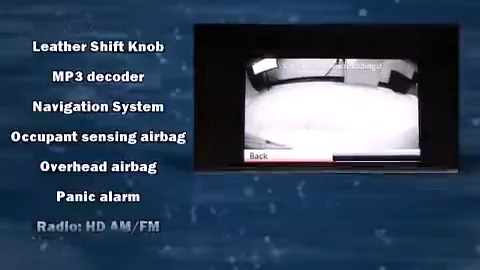 Leather Shift Knob
MP3 decoder
Navigation System
Occupant sensing airbag
Overhead airbag
Panic alarm
Radio: HD AM/FM
Back